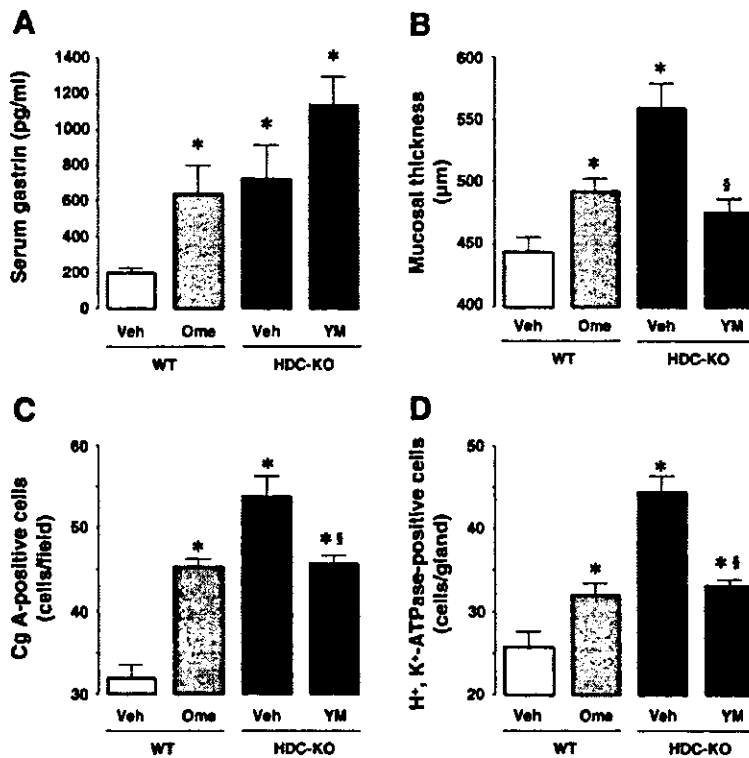 A
Serum gastrin (pg/ml)
1400
1200
1000
800
600
400
200
0
*
*
*
Veh Ome Veh YM
WT HDC-KO
B
Mucosal thickness
(µm)
600
550
500
450
400
*
*
§
Veh Ome Veh YM
WT HDC-KO
C
Cg A-positive cells
(cells/field)
60
50
40
30
*
*
* §
Veh Ome Veh YM
WT HDC-KO
D
H⁺, K⁺-ATPase-positive cells
(cells/gland)
50
40
30
20
*
*
* §
Veh Ome Veh YM
WT HDC-KO